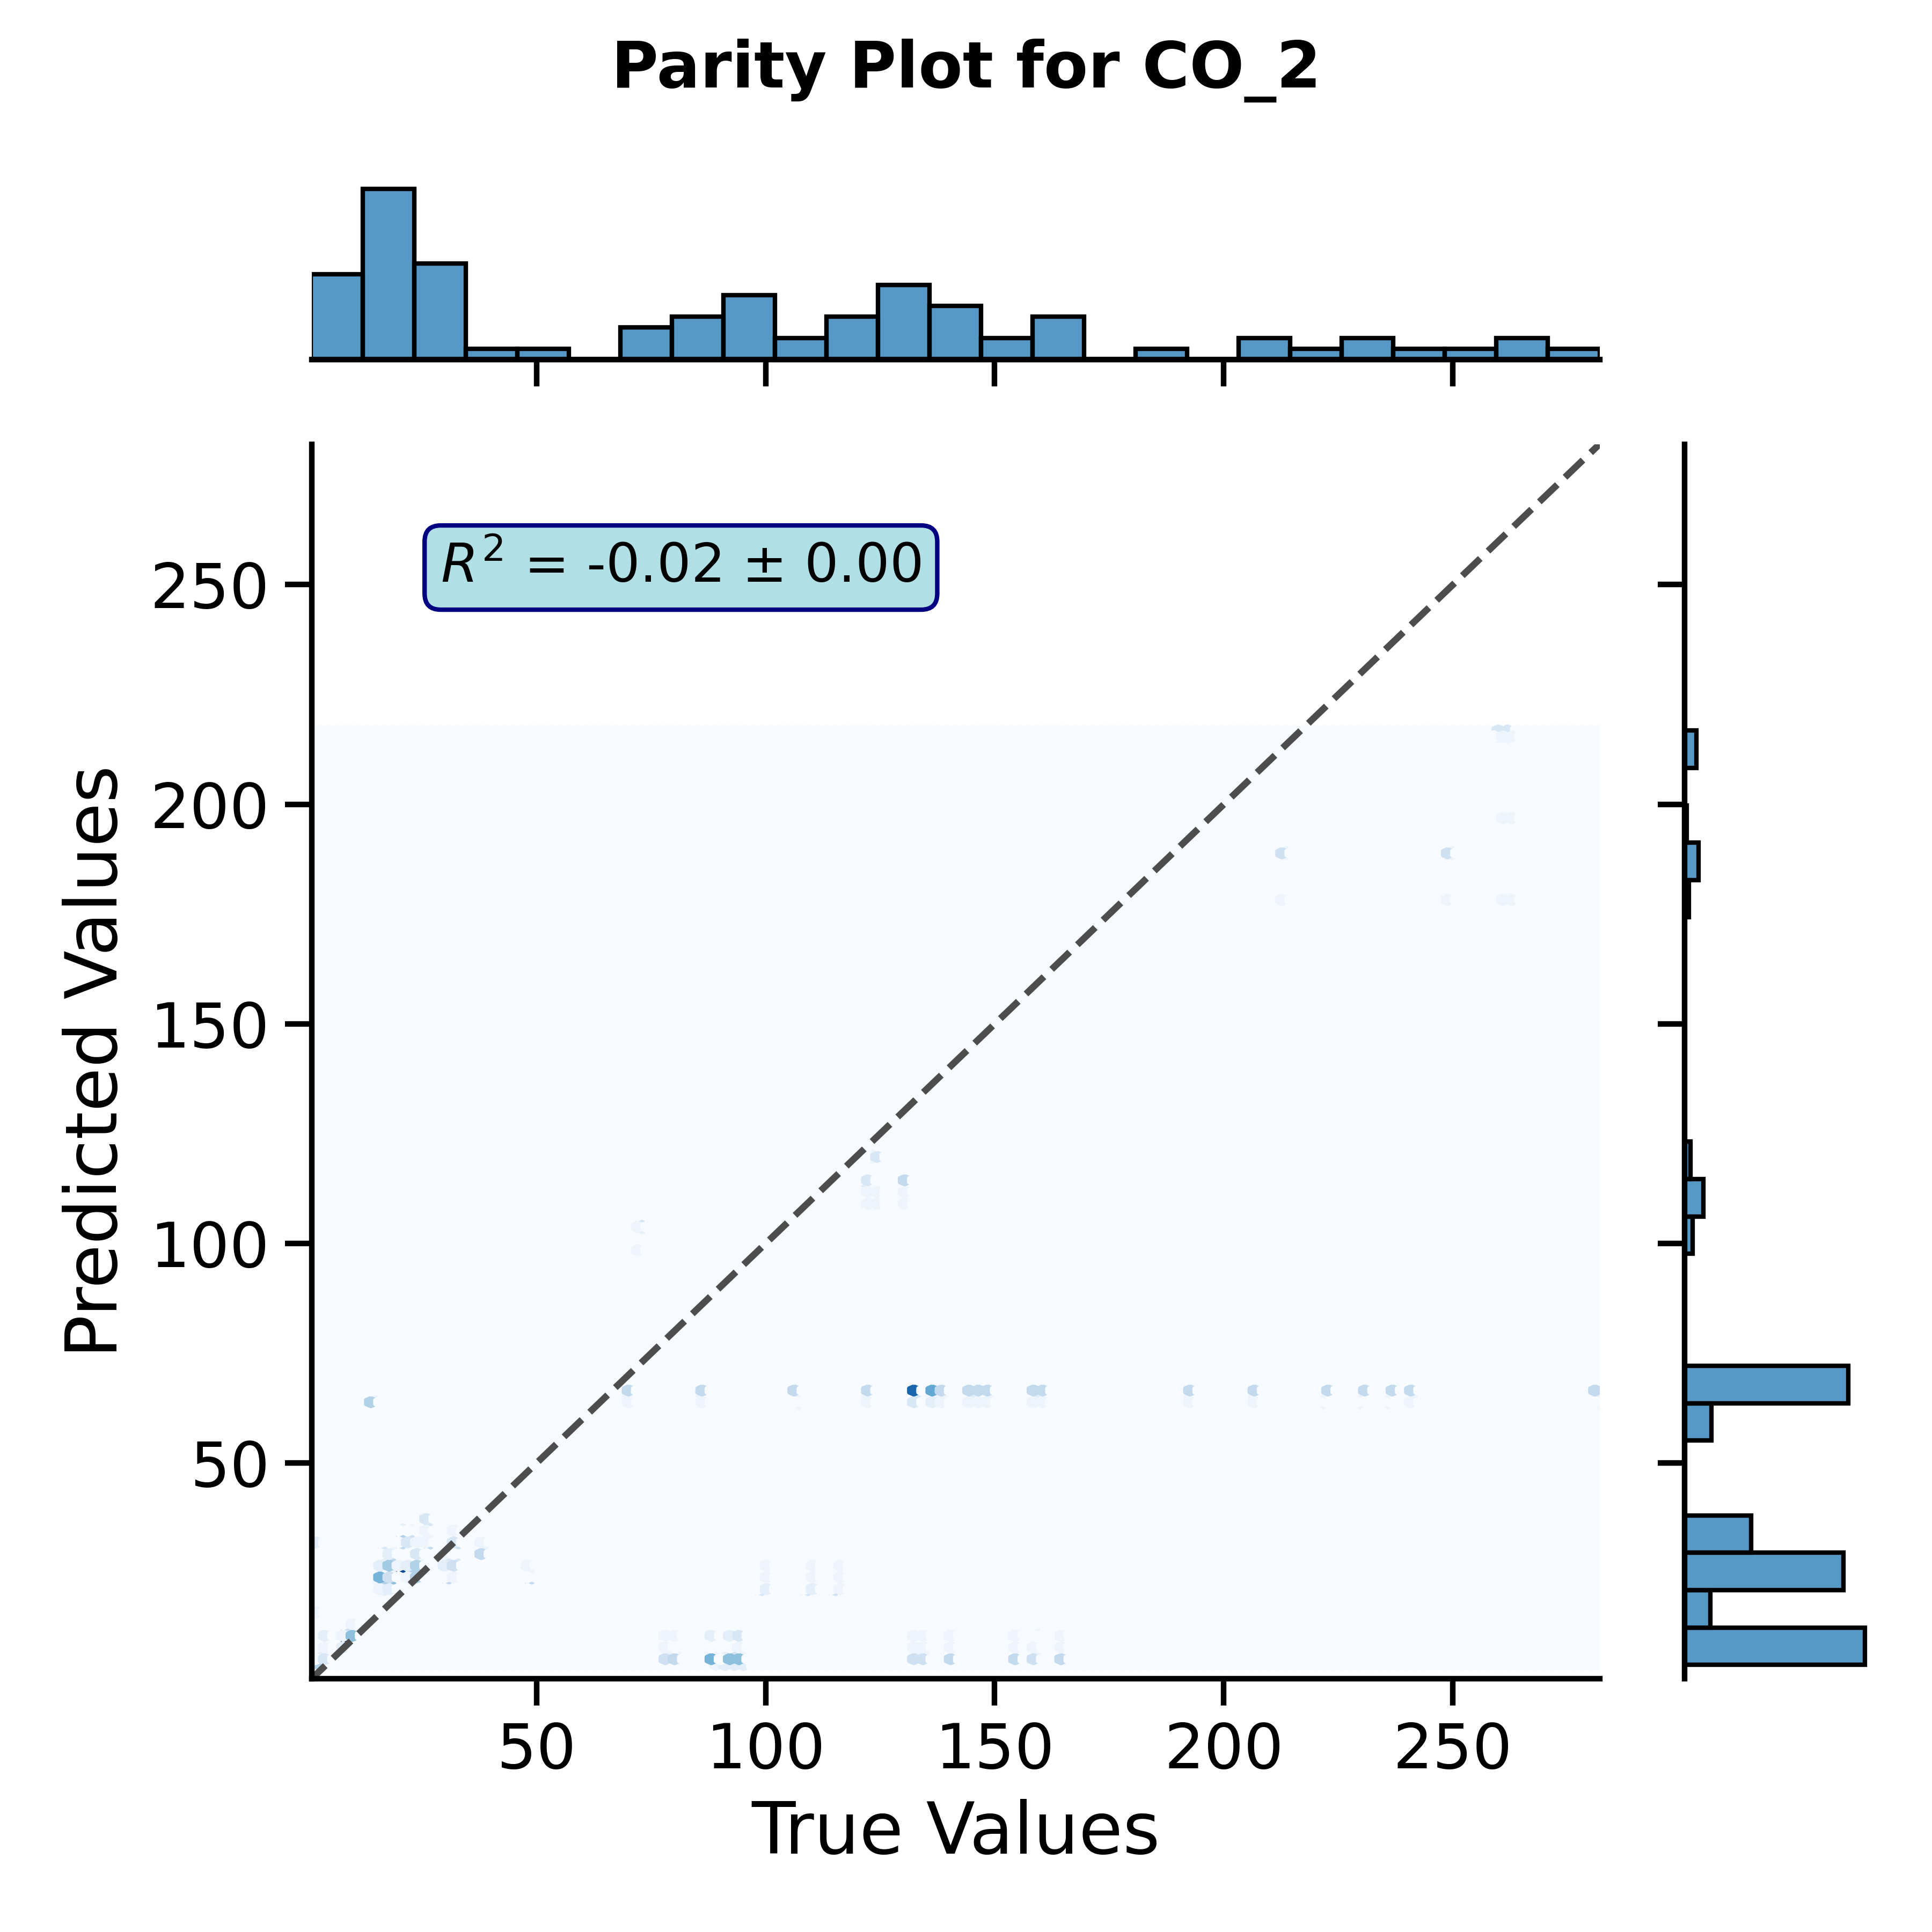 Parity Plot for CO_2
R² = -0.02 ± 0.00
250
200
150
100
50
Predicted Values
50 100 150 200 250
True Values